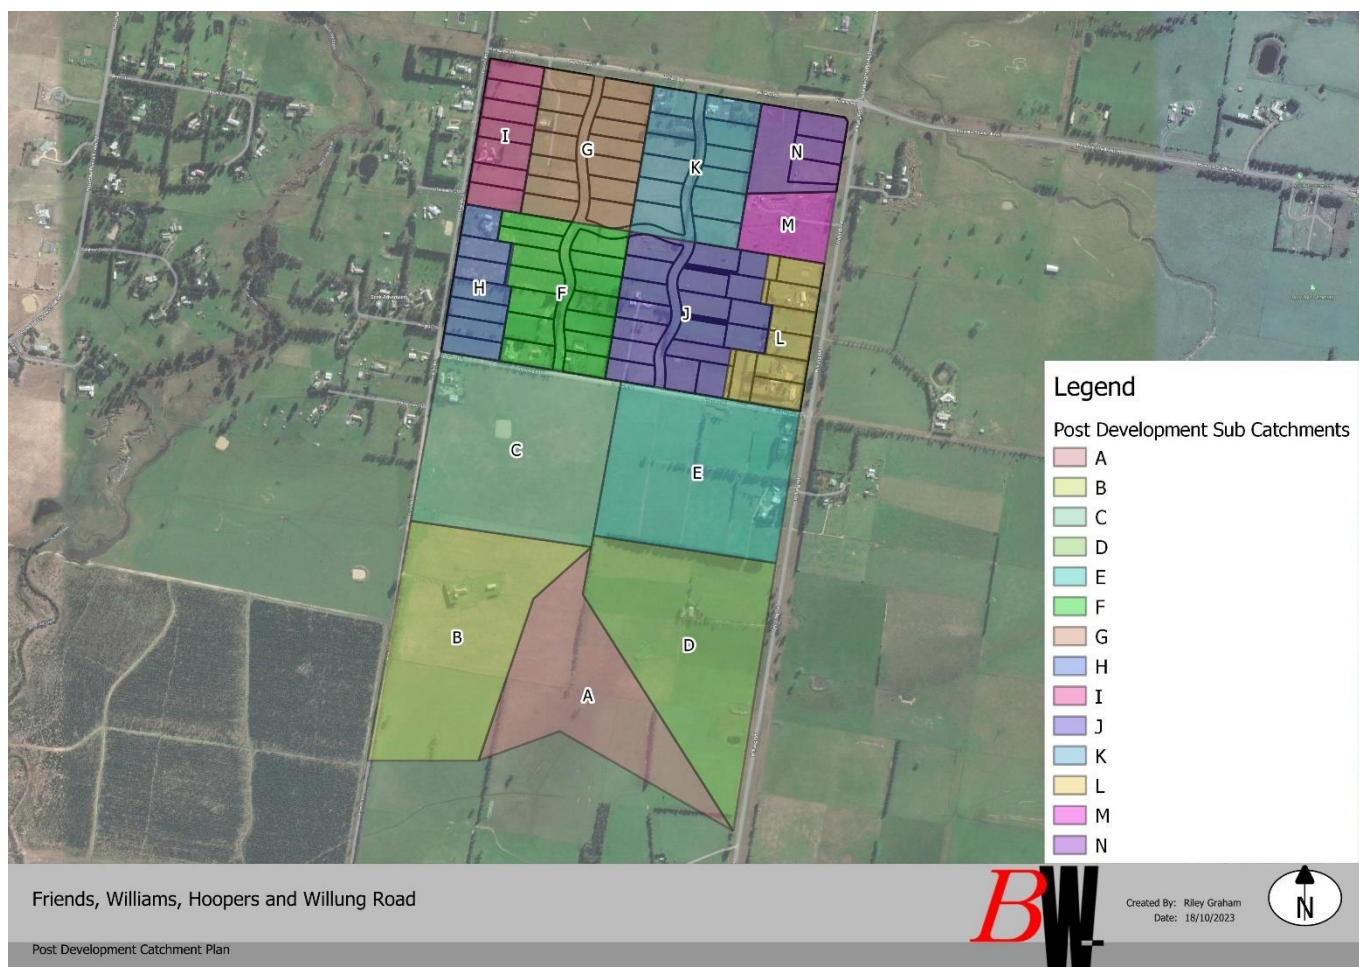 I
G
N
K
M
H
F
J
L
C
E
B
D
A
Legend
Post Development Sub Catchments
A
B
C
D
E
F
G
H
I
J
K
L
M
N
Friends, Williams, Hoopers and Willung Road
Post Development Catchment Plan
BW
Created By: Riley Graham
Date: 18/10/2023
N